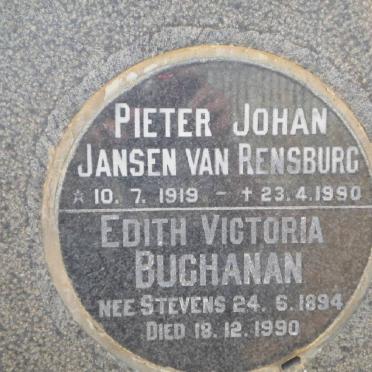 PIETER JOHAN
JANSEN VAN RENSBURG
☆ 10. 7. 1919 - + 23.4.1990
EDITH VICTORIA
BUCHANAN
NEE STEVENS 24. 6. 1894
DIED 18.12.1990